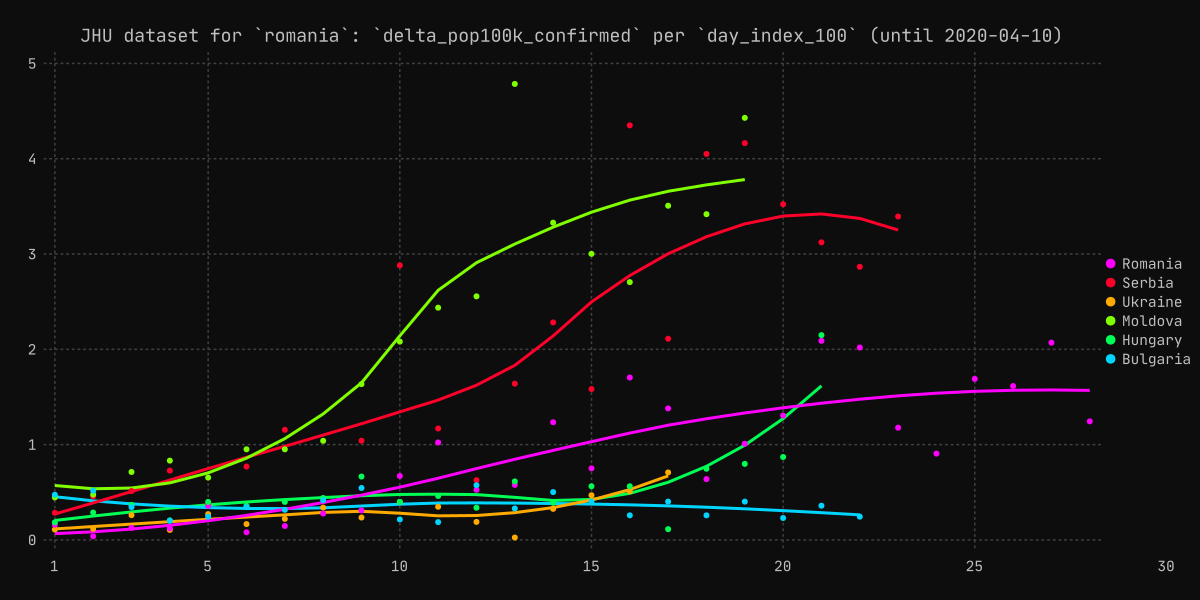 JHU dataset for `romania`: `delta_pop100k_confirmed` per `day_index_100` (until 2020-04-10)
5
4
3
2
1
0
Romania
Serbia
Ukraine
Moldova
Hungary
Bulgaria
1 5 10 15 20 25 30